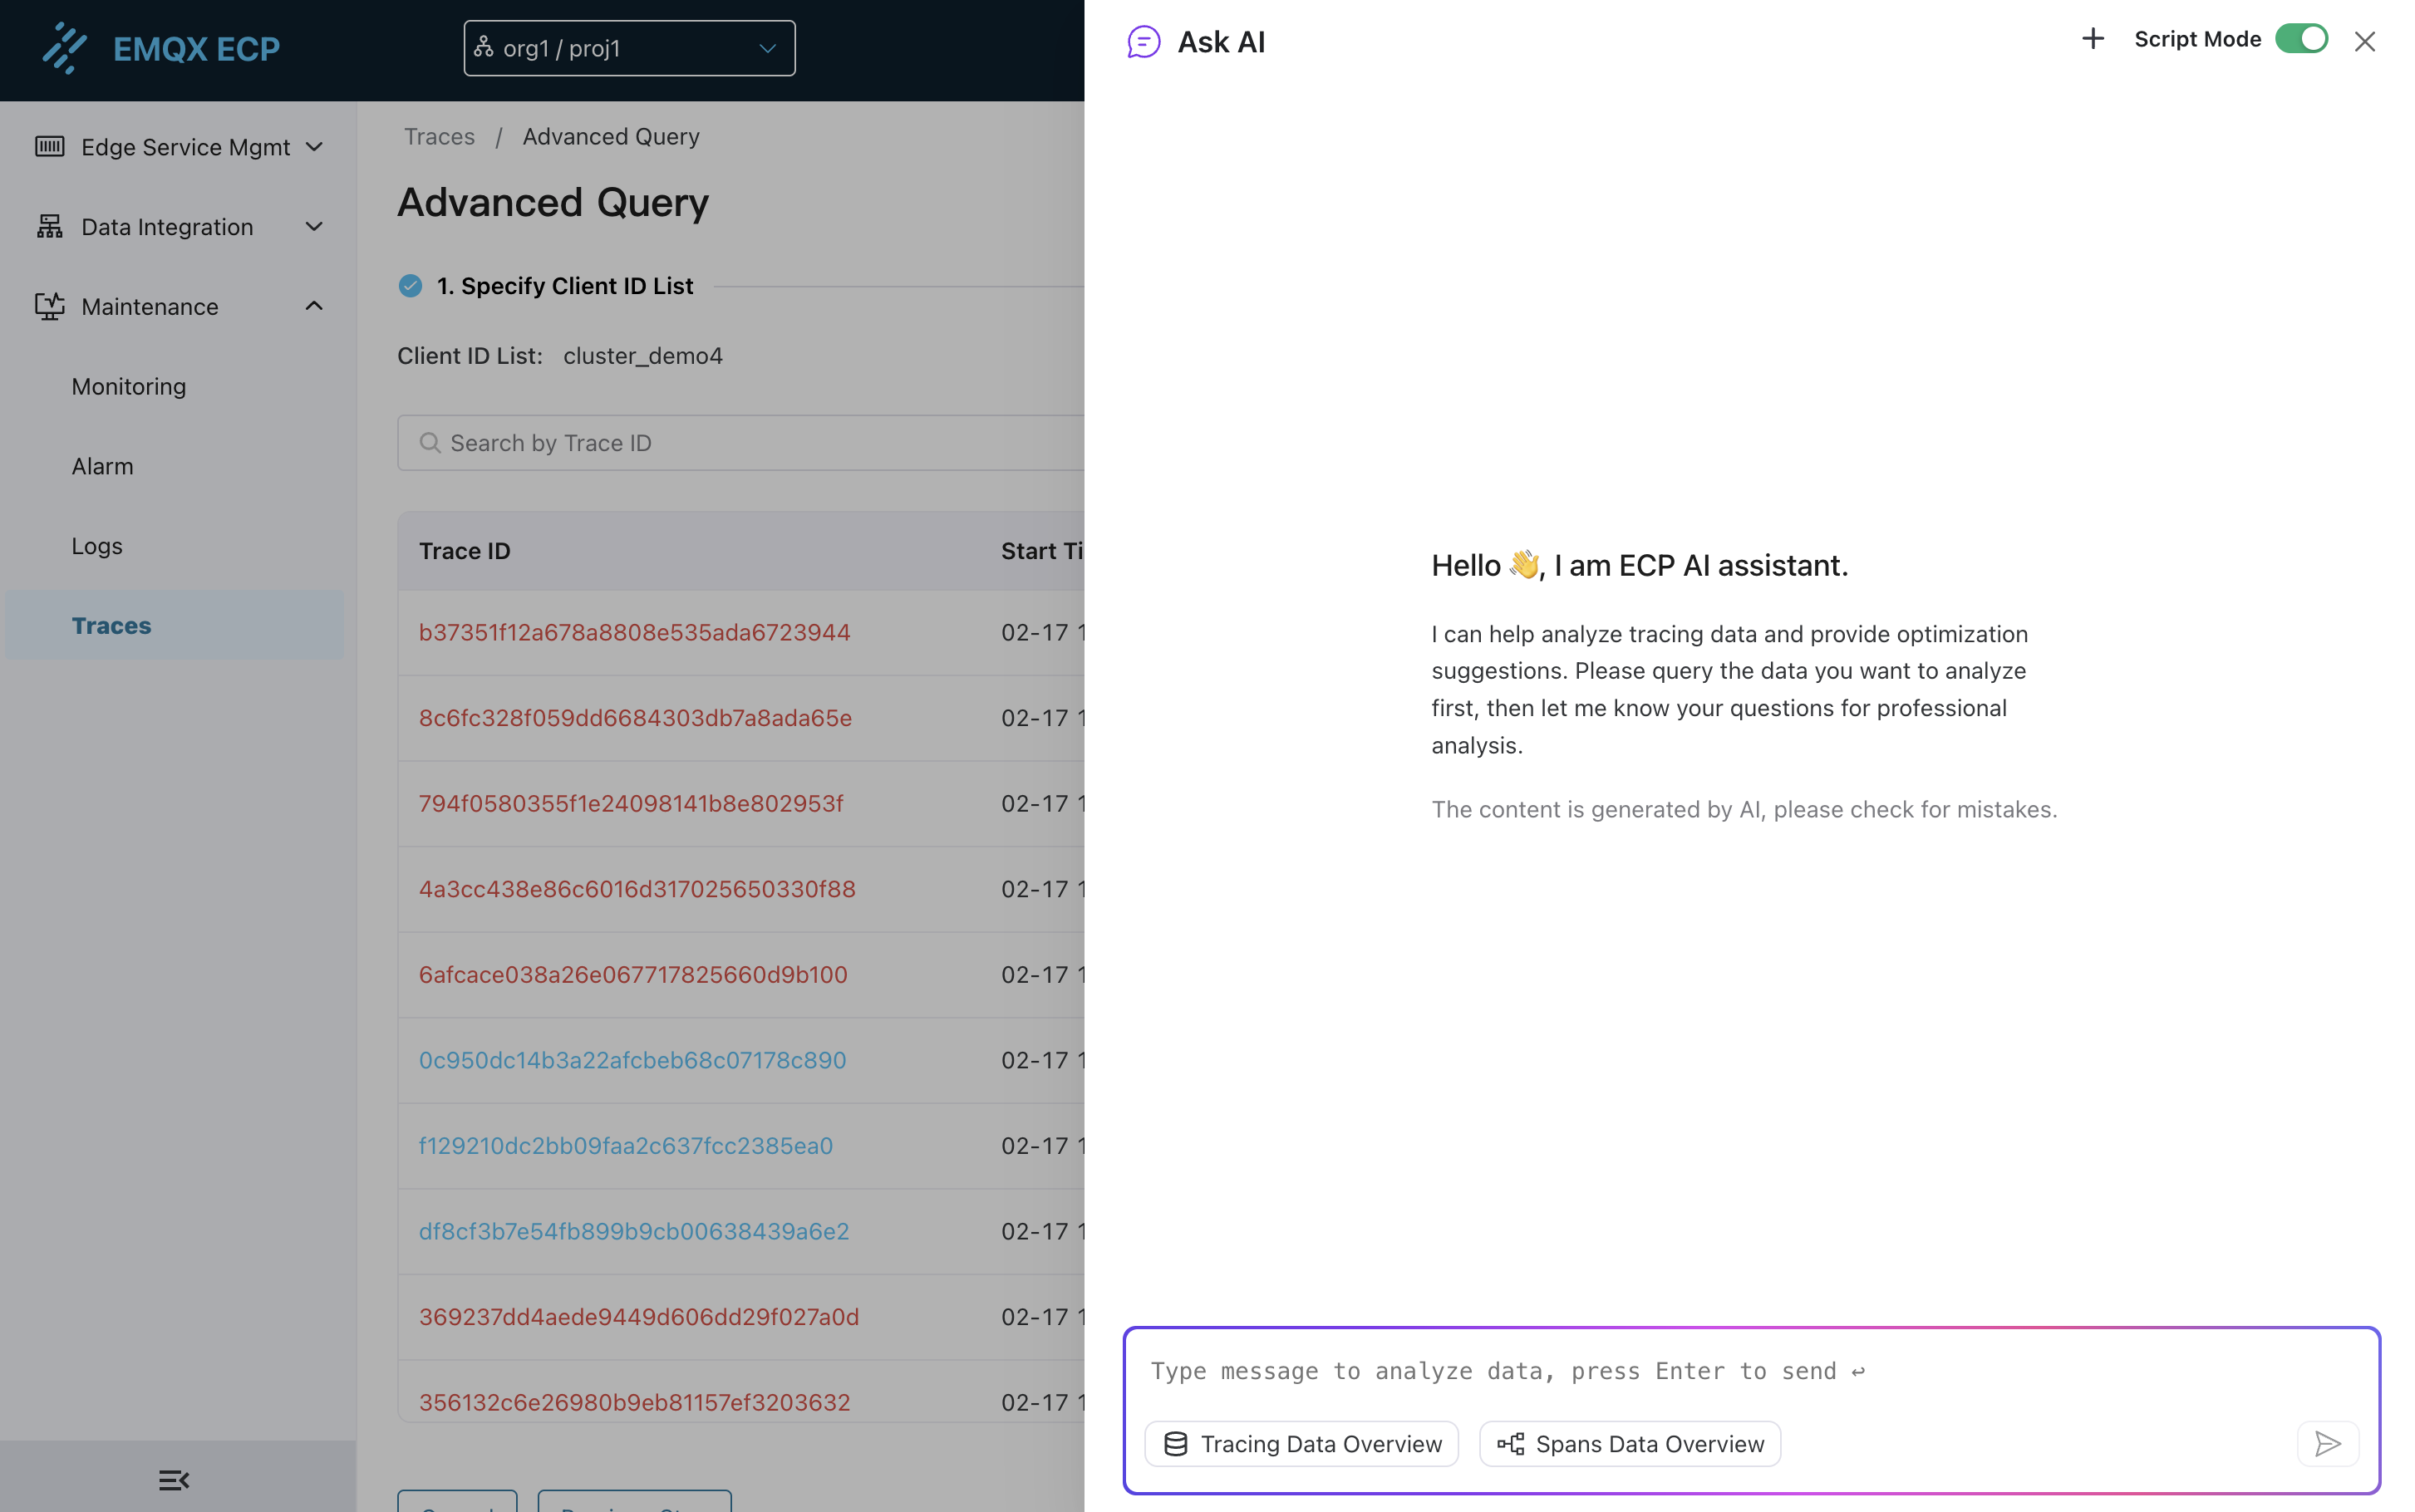 EMQX ECP
org1 / proj1
Ask AI
Script Mode
Edge Service Mgmt
Data Integration
Maintenance
Monitoring
Alarm
Logs
Traces
Traces / Advanced Query
Advanced Query
1. Specify Client ID List
Client ID List: cluster_demo4
Search by Trace ID
Trace ID Start Ti
b37351f12a678a8808e535ada6723944 02-17 1
8c6fc328f059dd6684303db7a8ada65e 02-17 1
794f0580355f1e24098141b8e802953f 02-17 1
4a3cc438e86c6016d317025650330f88 02-17 1
6afcace038a26e067717825660d9b100 02-17 1
0c950dc14b3a22afcbeb68c07178c890 02-17 1
f129210dc2bb09faa2c637fcc2385ea0 02-17 1
df8cf3b7e54fb899b9cb00638439a6e2 02-17 1
369237dd4aede9449d606dd29f027a0d 02-17 1
356132c6e26980b9eb81157ef3203632 02-17 1
Hello 👋, I am ECP AI assistant.
I can help analyze tracing data and provide optimization
suggestions. Please query the data you want to analyze
first, then let me know your questions for professional
analysis.
The content is generated by AI, please check for mistakes.
Type message to analyze data, press Enter to send ↩
Tracing Data Overview
Spans Data Overview